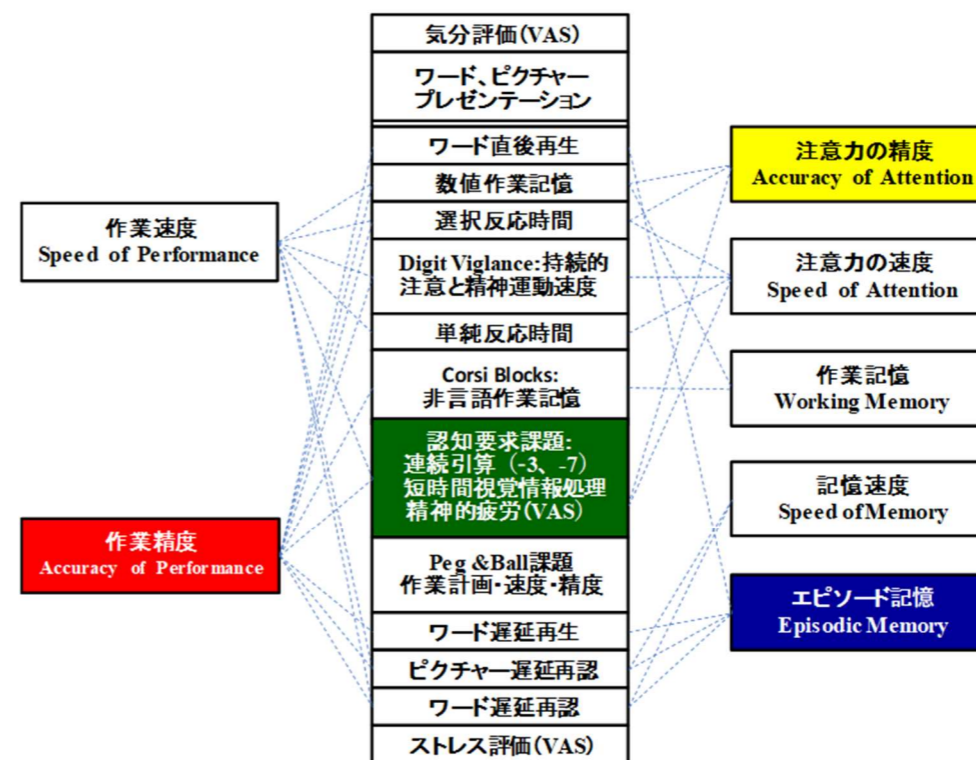 気分評価(VAS)
ワード、ピクチャー
プレゼンテーション
ワード直後再生
数値作業記憶
選択反応時間
Digit Viglance:持続的
注意と精神運動速度
単純反応時間
Corsi Blocks:
非言語作業記憶
認知要求課題:
連続引算（-3、-7）
短時間視覚情報処理
精神的疲労(VAS)
Peg &Ball課題
作業計画・速度・精度
ワード遅延再生
ピクチャー遅延再認
ワード遅延再認
ストレス評価(VAS)
作業速度
Speed of Performance
作業精度
Accuracy of Performance
注意力の精度
Accuracy of Attention
注意力の速度
Speed of Attention
作業記憶
Working Memory
記憶速度
Speed of Memory
エピソード記憶
Episodic Memory